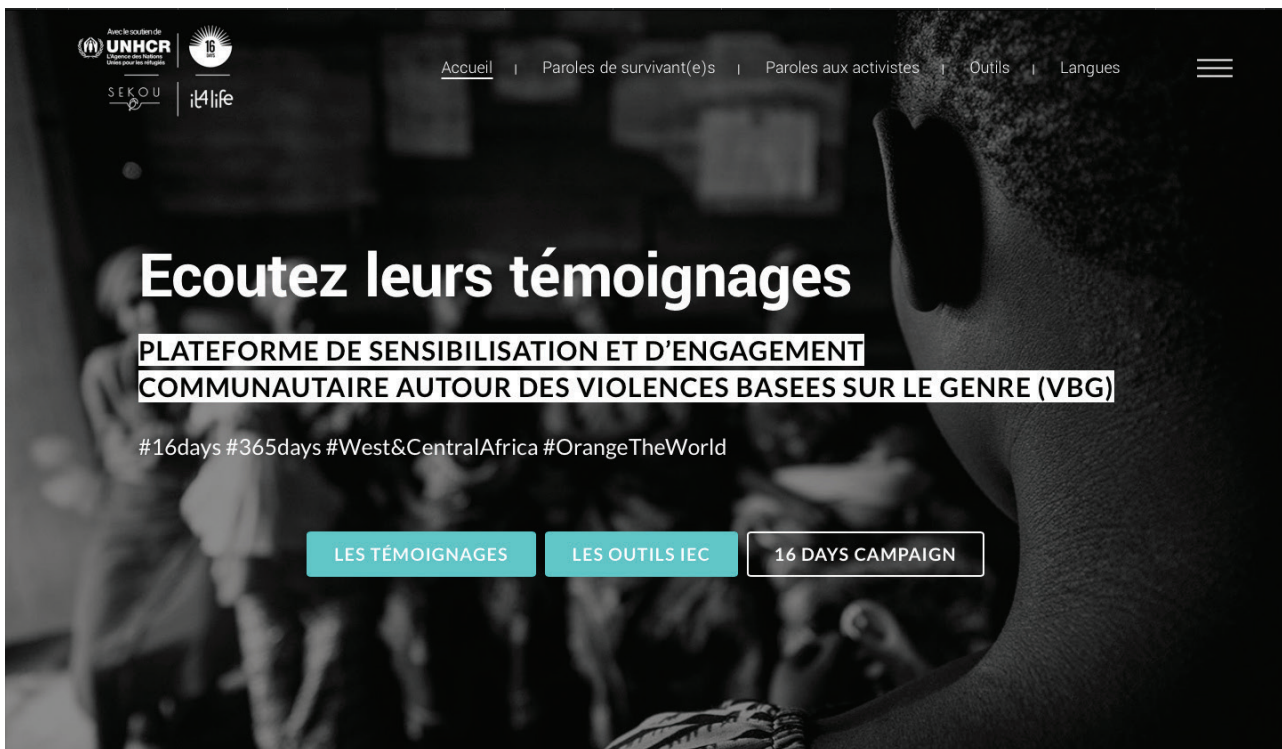 Avec le soutien de
UNHCR
L'Agence des Nations
Unies pour les réfugiés
16
DAYS
SEKOU
it4life
Accueil | Paroles de survivant(e)s | Paroles aux activistes | Outils | Langues
Ecoutez leurs témoignages
PLATEFORME DE SENSIBILISATION ET D'ENGAGEMENT
COMMUNAUTAIRE AUTOUR DES VIOLENCES BASEES SUR LE GENRE (VBG)
#16days #365days #West&CentralAfrica #OrangeTheWorld
LES TÉMOIGNAGES
LES OUTILS IEC
16 DAYS CAMPAIGN